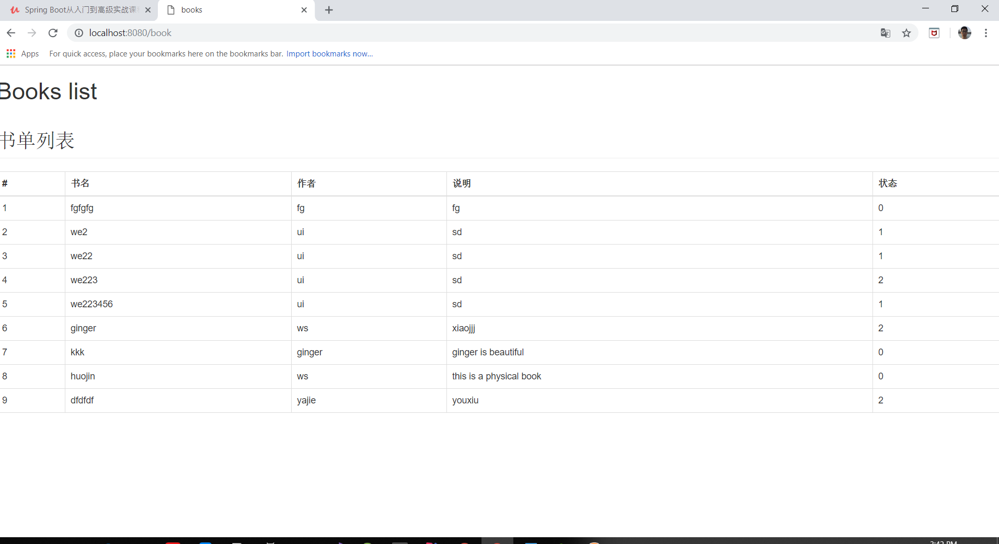 Spring Boot从入门到高级实战课 books
localhost:8080/book
Apps For quick access, place your bookmarks here on the bookmarks bar. Import bookmarks now...
Books list
书单列表
# 书名 作者 说明 状态
1 fgfgfg fg fg 0
2 we2 ui sd 1
3 we22 ui sd 1
4 we223 ui sd 2
5 we223456 ui sd 1
6 ginger ws xiaojjj 2
7 kkk ginger ginger is beautiful 0
8 huojin ws this is a physical book 0
9 dfdfdf yajie youxiu 2